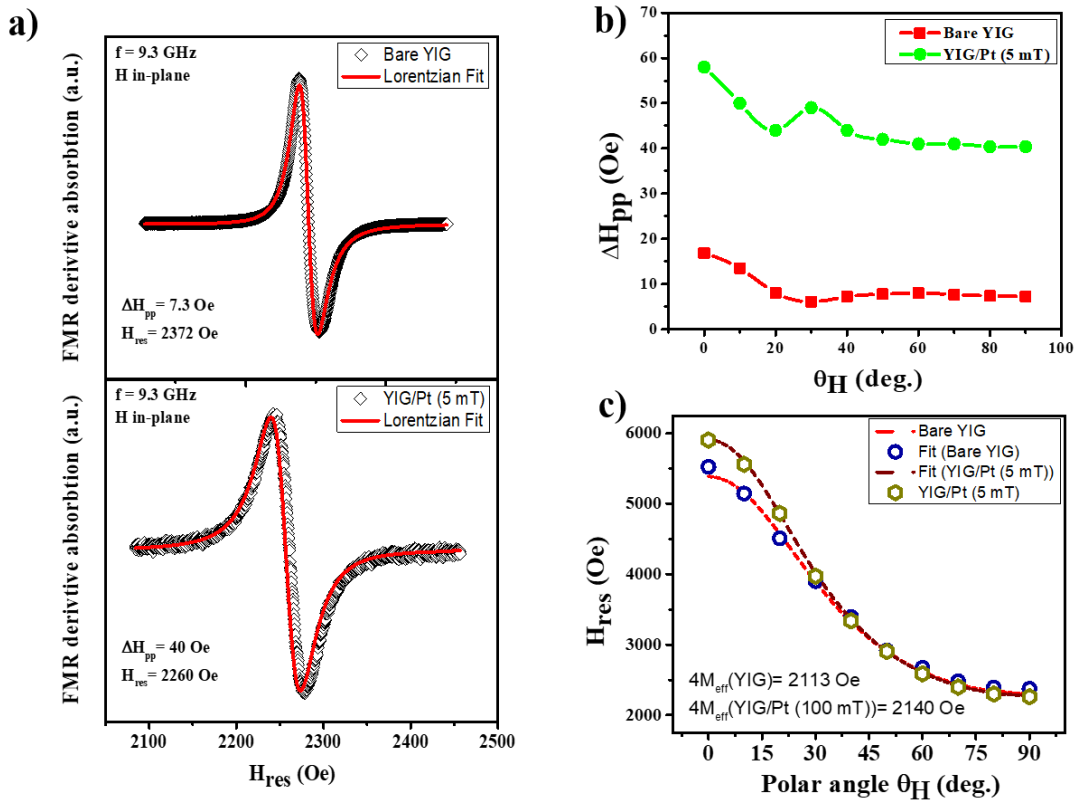 a)
f = 9.3 GHz
H in-plane
Bare YIG
Lorentzian Fit
ΔHpp= 7.3 Oe
Hres= 2372 Oe
FMR derivtive absorbtion (a.u.)
f = 9.3 GHz
H in-plane
YIG/Pt (5 mT)
Lorentzian Fit
ΔHpp= 40 Oe
Hres= 2260 Oe
FMR derivtive absorbtion (a.u.)
2100 2200 2300 2400 2500
Hres (Oe)
b)
Bare YIG
YIG/Pt (5 mT)
60
50
40
30
20
10
0
ΔHpp (Oe)
0 20 40 60 80 100
θH (deg.)
c)
Bare YIG
Fit (Bare YIG)
Fit (YIG/Pt (5 mT))
YIG/Pt (5 mT)
6000
5000
4000
3000
2000
Hres (Oe)
4Meff(YIG)= 2113 Oe
4Meff(YIG/Pt (100 mT))= 2140 Oe
0 15 30 45 60 75 90
Polar angle θH (deg.)